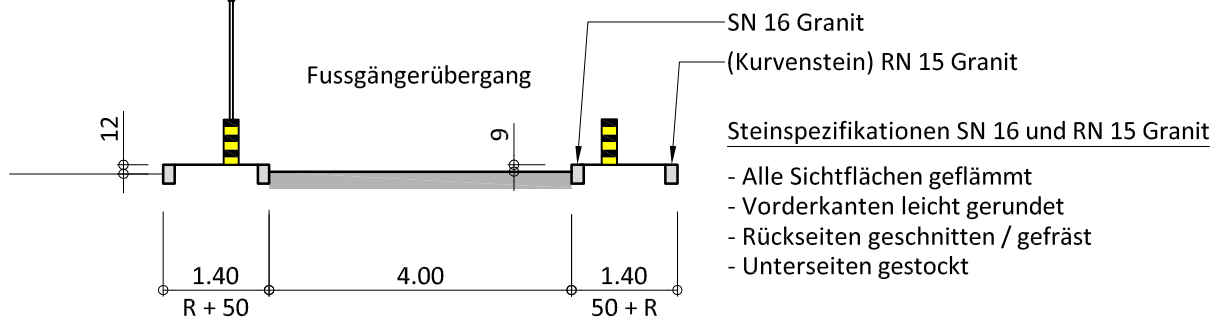 SN 16 Granit
(Kurvenstein) RN 15 Granit
Fussgängerübergang
12
9
Steinspezifikationen SN 16 und RN 15 Granit
- Alle Sichtflächen geflämmt
- Vorderkanten leicht gerundet
- Rückseiten geschnitten / gefräst
- Unterseiten gestockt
1.40 4.00 1.40
R + 50 50 + R